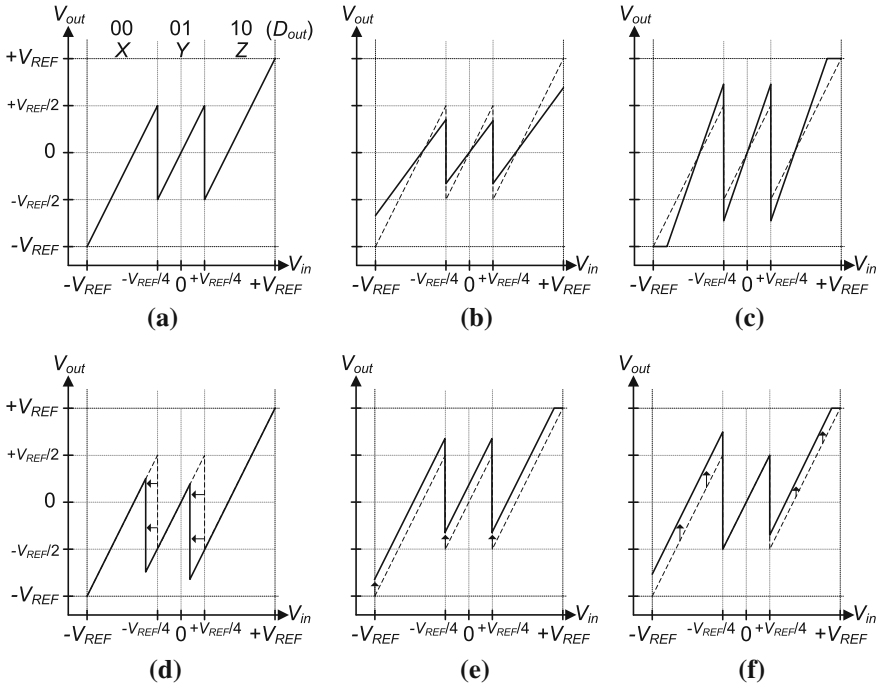 V_out V_out V_out
00 01 10 (D_out)
X Y Z
+V_REF
+V_REF/2
0
-V_REF/2
-V_REF
V_in V_in V_in
-V_REF -V_REF/4 0 +V_REF/4 +V_REF -V_REF -V_REF/4 0 +V_REF/4 +V_REF -V_REF -V_REF/4 0 +V_REF/4 +V_REF
(a) (b) (c)
V_out V_out V_out
+V_REF
+V_REF/2
0
-V_REF/2
-V_REF
V_in V_in V_in
-V_REF -V_REF/4 0 +V_REF/4 +V_REF -V_REF -V_REF/4 0 +V_REF/4 +V_REF -V_REF -V_REF/4 0 +V_REF/4 +V_REF
(d) (e) (f)